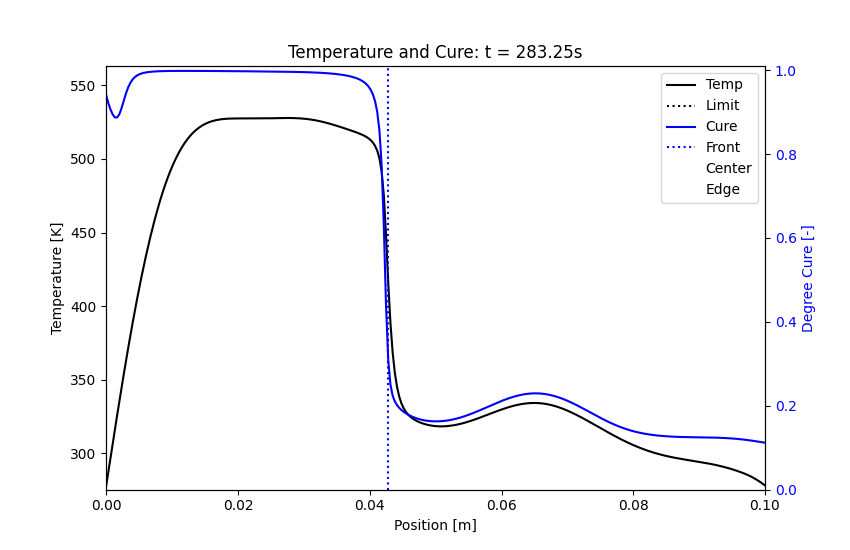 Temperature and Cure: t = 283.25s
550
500
450
400
350
300
Temperature [K]
1.0
0.8
0.6
0.4
0.2
0.0
Degree Cure [-]
Temp
Limit
Cure
Front
Center
Edge
0.00 0.02 0.04 0.06 0.08 0.10
Position [m]